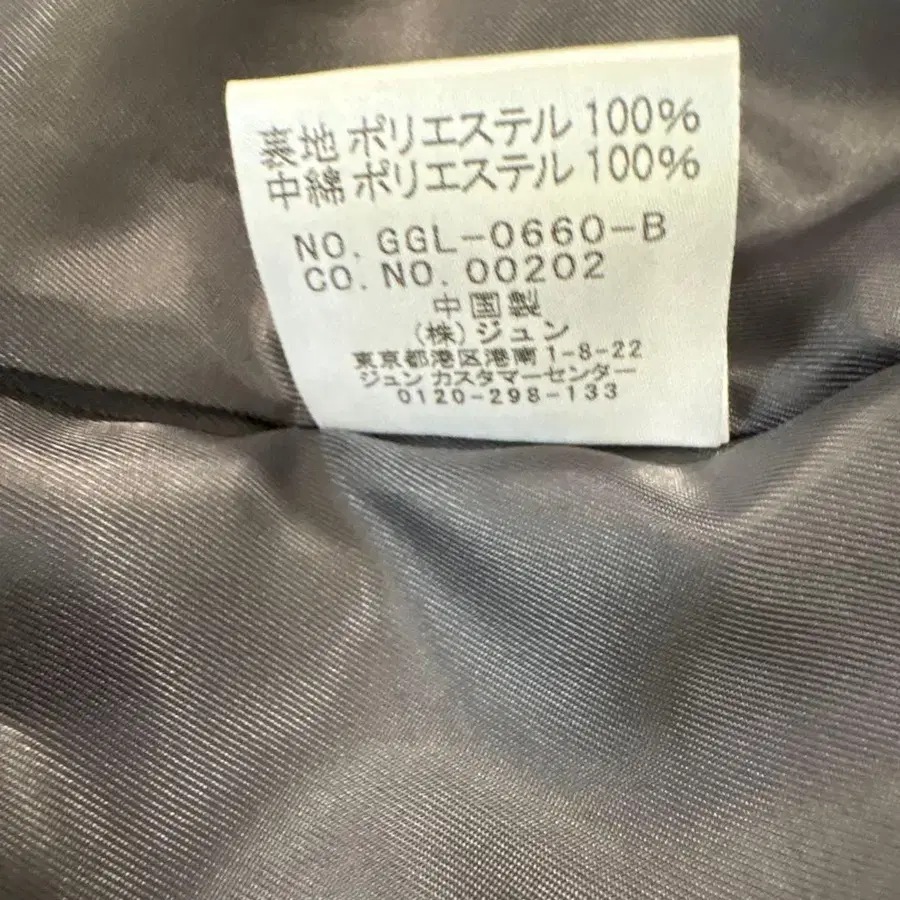 表地 ポリエステル 100%
中綿 ポリエステル 100%
NO. GGL-0660-B
CO. NO. 00202
中国製
(株)ジュン
東京都港区港南1-8-22
ジュン カスタマーセンター
0120-298-133